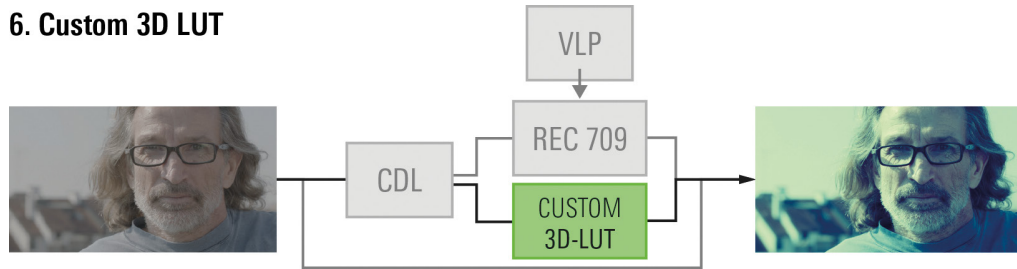 6. Custom 3D LUT
VLP
REC 709
CDL
CUSTOM
3D-LUT